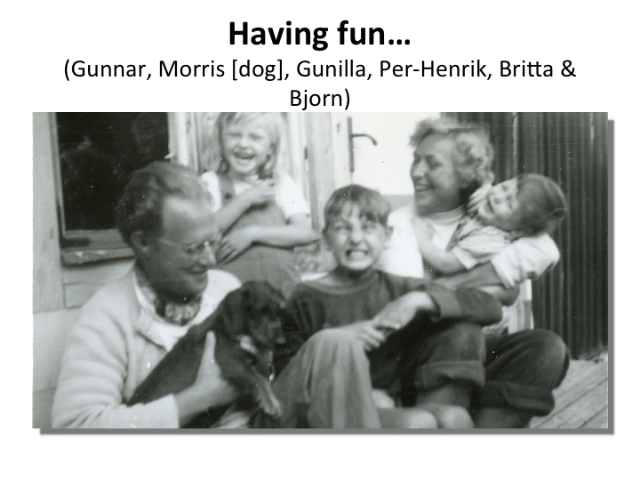 Having fun…
(Gunnar, Morris [dog], Gunilla, Per-Henrik, Britta &
Bjorn)